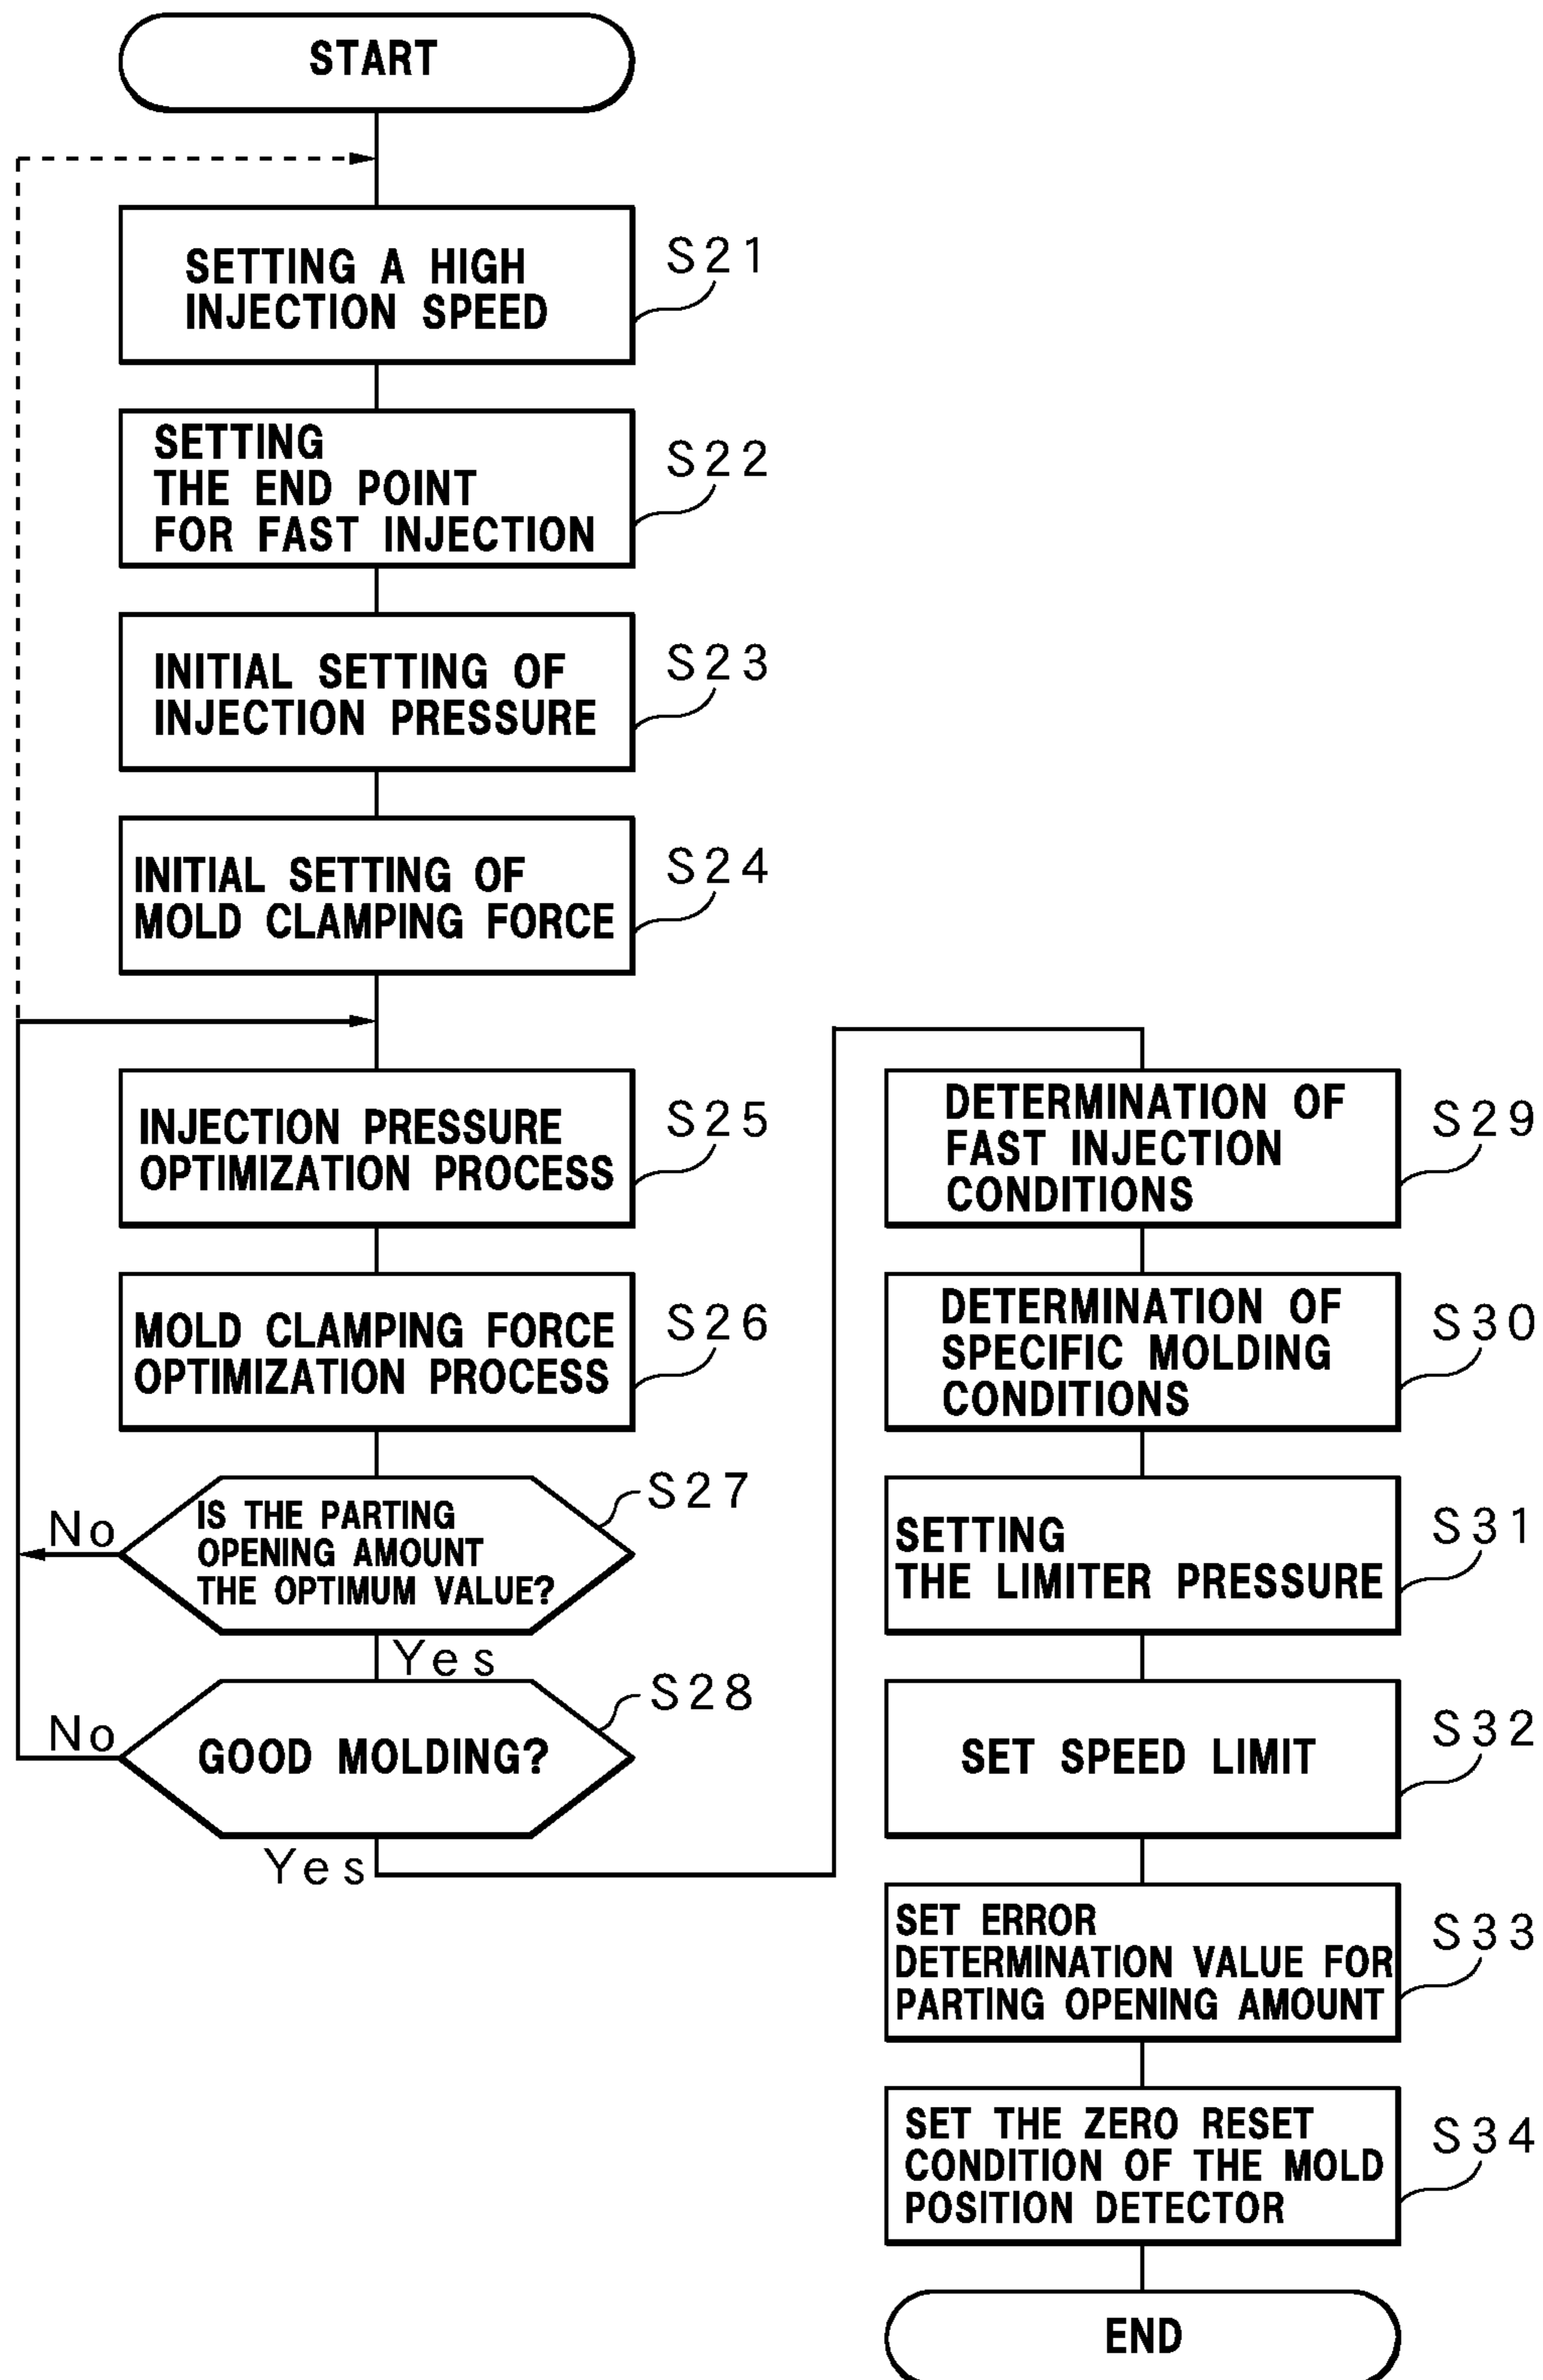 START
SETTING A HIGH
INJECTION SPEED
S21
SETTING
THE END POINT
FOR FAST INJECTION
S22
INITIAL SETTING OF
INJECTION PRESSURE
S23
INITIAL SETTING OF
MOLD CLAMPING FORCE
S24
INJECTION PRESSURE
OPTIMIZATION PROCESS
S25
MOLD CLAMPING FORCE
OPTIMIZATION PROCESS
S26
IS THE PARTING
OPENING AMOUNT
THE OPTIMUM VALUE?
S27
No
Yes
GOOD MOLDING?
S28
No
Yes
DETERMINATION OF
FAST INJECTION
CONDITIONS
S29
DETERMINATION OF
SPECIFIC MOLDING
CONDITIONS
S30
SETTING
THE LIMITER PRESSURE
S31
SET SPEED LIMIT
S32
SET ERROR
DETERMINATION VALUE FOR
PARTING OPENING AMOUNT
S33
SET THE ZERO RESET
CONDITION OF THE MOLD
POSITION DETECTOR
S34
END